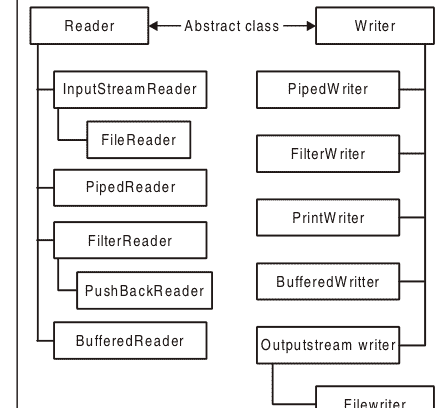 Reader
Abstract class
Writer
InputStreamReader
FileReader
PipedReader
FilterReader
PushBackReader
BufferedReader
PipedWriter
FilterWriter
PrintWriter
BufferedWritter
Outputstream writer
Filewriter